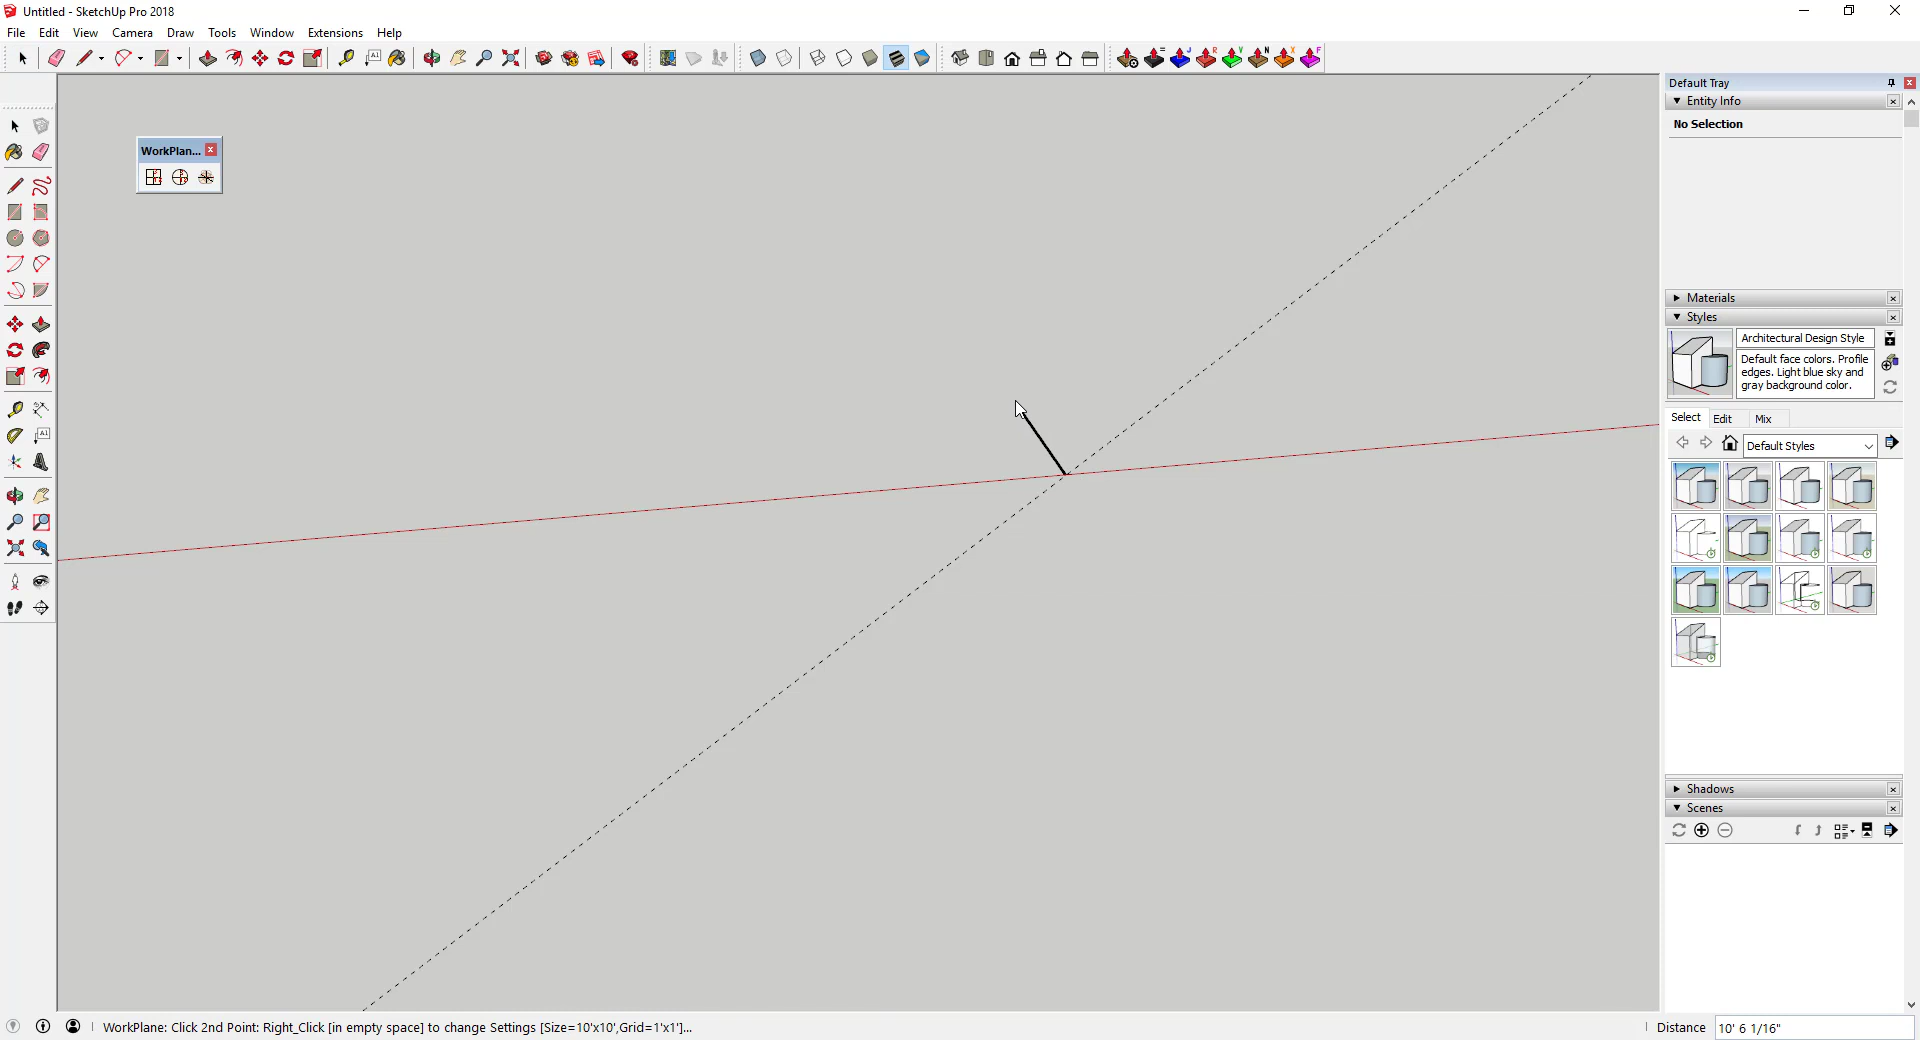 Untitled - SketchUp Pro 2018
File Edit View Camera Draw Tools Window Extensions Help
= J R V N X F
Default Tray
Entity Info
No Selection
WorkPlan...
Materials
Styles
Architectural Design Style
Default face colors. Profile
edges. Light blue sky and
gray background color.
Select Edit Mix
Default Styles
Shadows
Scenes
WorkPlane: Click 2nd Point: Right_Click [in empty space] to change Settings [Size=10'x10',Grid=1'x1']...
Distance 10' 6 1/16"